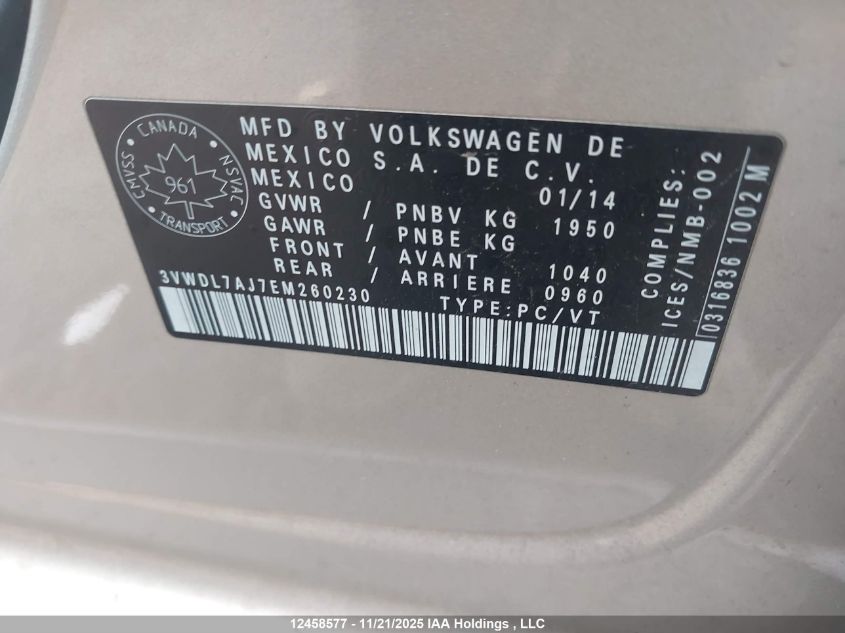 CANADA
CMVSS 961 NSVAC
TRANSPORT
MFD BY VOLKSWAGEN DE
MEXICO S.A. DE C.V.
MEXICO 01/14
GVWR / PNBV KG 1950
GAWR / PNBE KG
FRONT / AVANT 1040
REAR / ARRIERE 0960
3VWDL7AJ7EM260230 TYPE:PC/VT
COMPLIES:
ICES/NMB-002
0316836 1002 M
12458577 - 11/21/2025 IAA Holdings , LLC